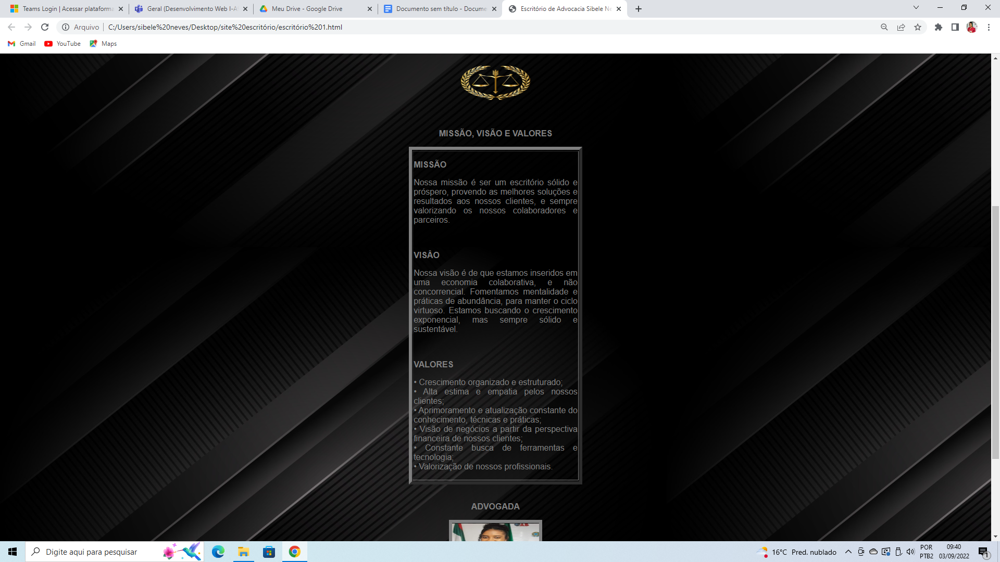 Teams Login | Acessar plataforma
Geral (Desenvolvimento Web I-A
Meu Drive - Google Drive
Documento sem título - Docume
Escritório de Advocacia Sibele Ne
Arquivo
C:/Users/sibele%20neves/Desktop/site%20escritório/escritório%201.html
Gmail
YouTube
Maps
MISSÃO, VISÃO E VALORES
MISSÃO
Nossa missão é ser um escritório sólido e
próspero, provendo as melhores soluções e
resultados aos nossos clientes, e sempre
valorizando os nossos colaboradores e
parceiros.
VISÂO
Nossa visão é de que estamos inseridos em
uma economia colaborativa, e não
concorrencial. Fomentamos mentalidade e
práticas de abundância, para manter o ciclo
virtuoso. Estamos buscando o crescimento
exponencial, mas sempre sólido e
sustentável.
VALORES
• Crescimento organizado e estruturado;
• Alta estima e empatia pelos nossos
clientes;
• Aprimoramento e atualização constante do
conhecimento, técnicas e práticas;
• Visão de negócios a partir da perspectiva
financeira de nossos clientes;
• Constante busca de ferramentas e
tecnologia;
• Valorização de nossos profissionais.
ADVOGADA
Digite aqui para pesquisar
16°C Pred. nublado
POR
PTB2
09:40
03/09/2022
1